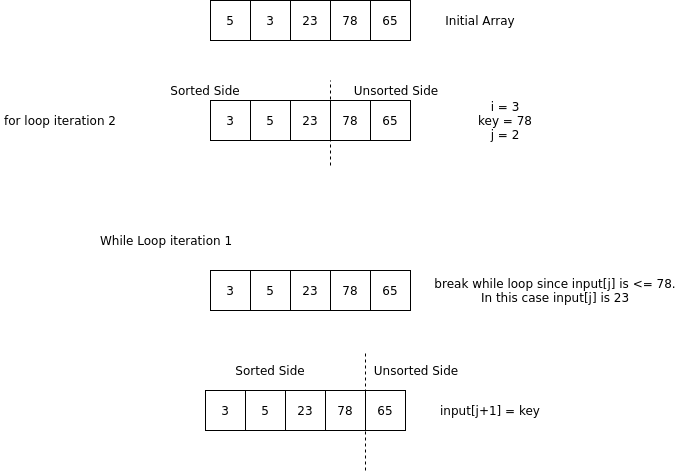 5 3 23 78 65 Initial Array
Sorted Side Unsorted Side
for loop iteration 2 3 5 23 78 65 i = 3
key = 78
j = 2
While Loop iteration 1
3 5 23 78 65 break while loop since input[j] is <= 78.
In this case input[j] is 23
Sorted Side Unsorted Side
3 5 23 78 65 input[j+1] = key